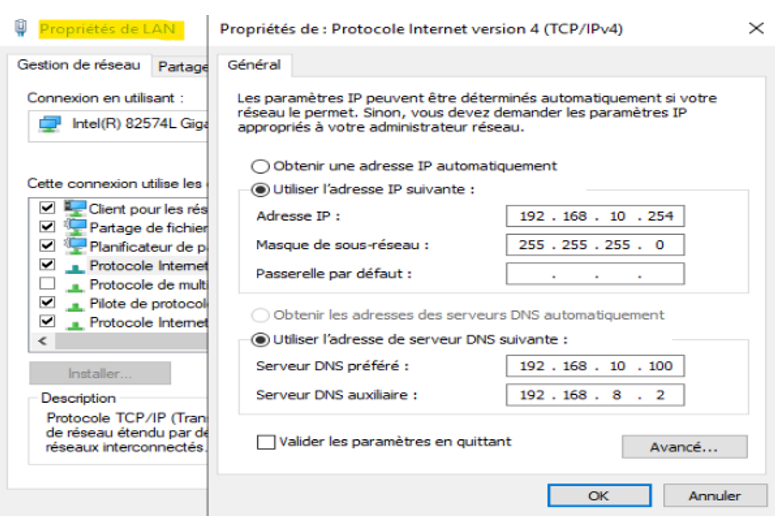 Propriétés de LAN
Gestion de réseau Partage
Connexion en utilisant :
Intel(R) 82574L Giga
Cette connexion utilise les
Client pour les rés
Partage de fichier
Planificateur de p
Protocole Internet
Protocole de mult
Pilote de protocol
Protocole Internet
Installer...
Description
Protocole TCP/IP (Tran
de réseau étendu par dé
réseaux interconnectés.
Propriétés de : Protocole Internet version 4 (TCP/IPv4)
Général
Les paramètres IP peuvent être déterminés automatiquement si votre
réseau le permet. Sinon, vous devez demander les paramètres IP
appropriés à votre administrateur réseau.
Obtenir une adresse IP automatiquement
Utiliser l'adresse IP suivante :
Adresse IP : 192 . 168 . 10 . 254
Masque de sous-réseau : 255 . 255 . 255 . 0
Passerelle par défaut : . . .
Obtenir les adresses des serveurs DNS automatiquement
Utiliser l'adresse de serveur DNS suivante :
Serveur DNS préféré : 192 . 168 . 10 . 100
Serveur DNS auxiliaire : 192 . 168 . 8 . 2
Valider les paramètres en quittant
Avancé...
OK Annuler